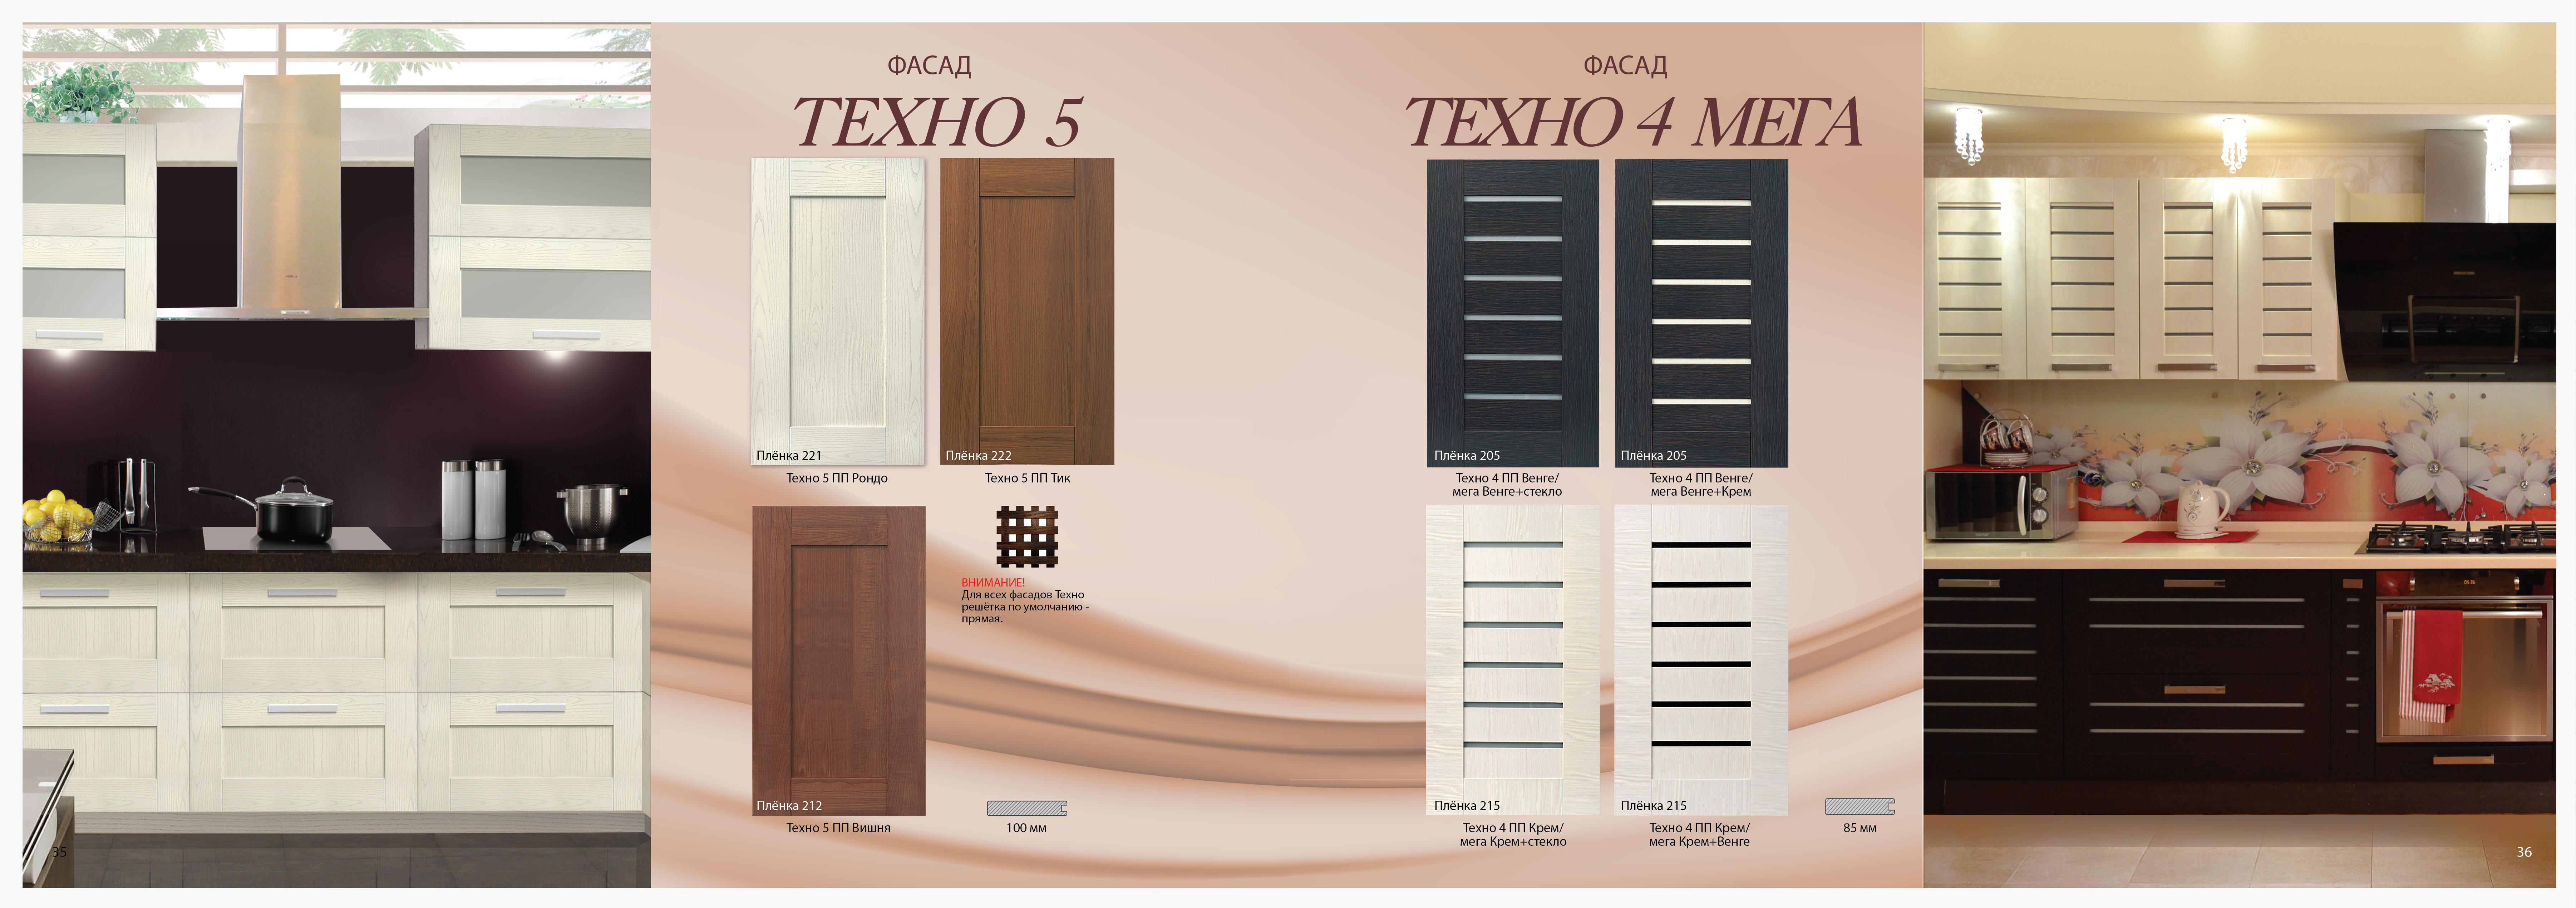 ФАСАД
ТЕХНО 5
Плёнка 221
Плёнка 222
Техно 5 ПП Рондо
Техно 5 ПП Тик
ВНИМАНИЕ!
Для всех фасадов Техно
решётка по умолчанию -
прямая.
Плёнка 212
Техно 5 ПП Вишня
100 мм
35
ФАСАД
ТЕХНО 4 МЕГА
Плёнка 205
Плёнка 205
Техно 4 ПП Венге/
мега Венге+стекло
Техно 4 ПП Венге/
мега Венге+Крем
Плёнка 215
Плёнка 215
Техно 4 ПП Крем/
мега Крем+стекло
Техно 4 ПП Крем/
мега Крем+Венге
85 мм
36